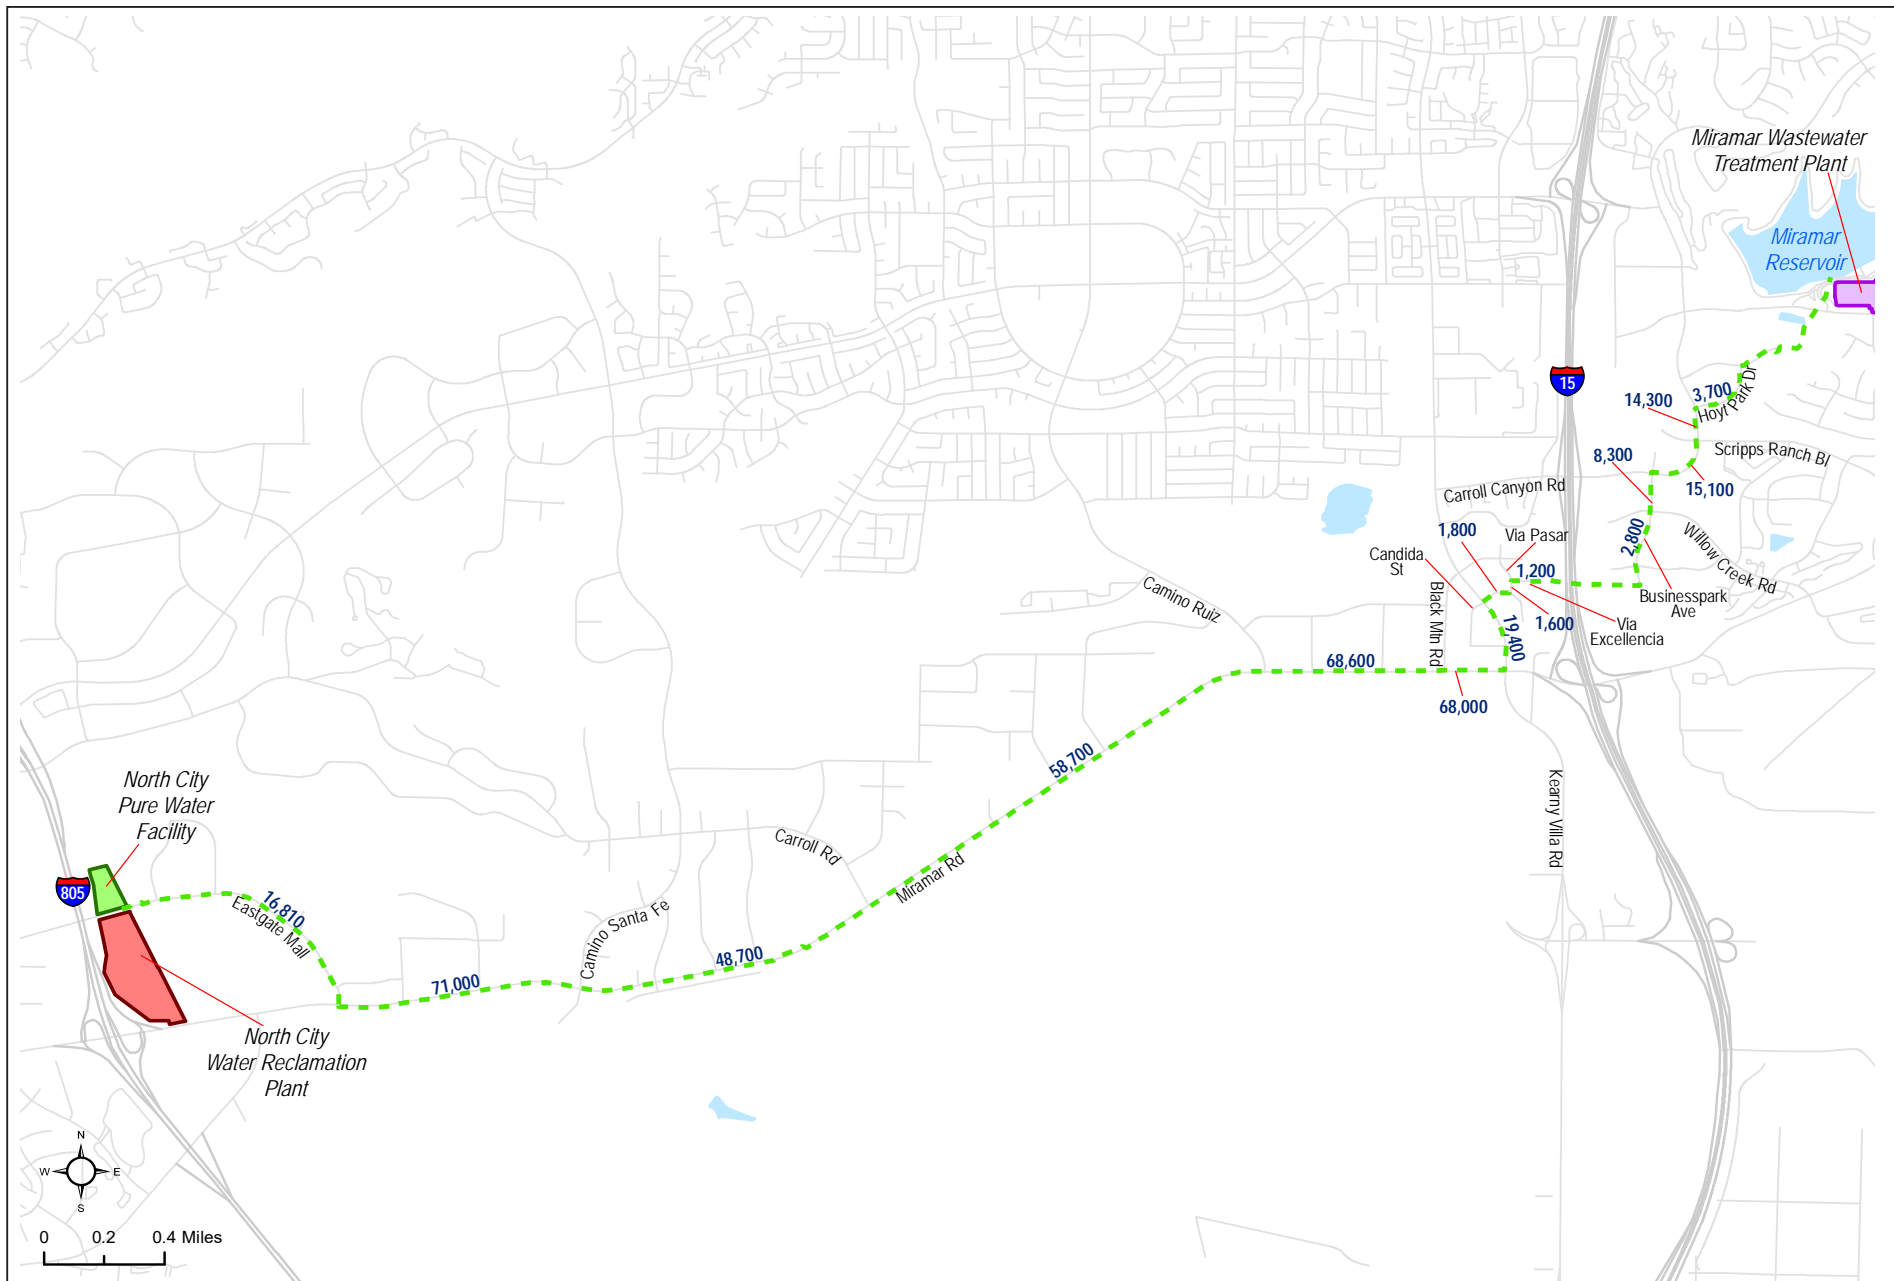 Miramar Wastewater
Treatment Plant
Miramar
Reservoir
15
14,300
3,700
Hoyt Park Dr
8,300
Scripps Ranch Bl
15,100
Carroll Canyon Rd
1,800
Via Pasar
2,800
Willow Creek Rd
Candida
St
1,200
Camino Ruiz
Black Mtn Rd
Businesspark
Ave
19,400
1,600
Via
Excellencia
68,600
68,000
58,700
Kearny Villa Rd
North City
Pure Water
Facility
Carroll Rd
Miramar Rd
805
16,810
Eastgate Mall
Camino Santa Fe
48,700
71,000
North City
Water Reclamation
Plant
N
W E
S
0 0.2 0.4 Miles